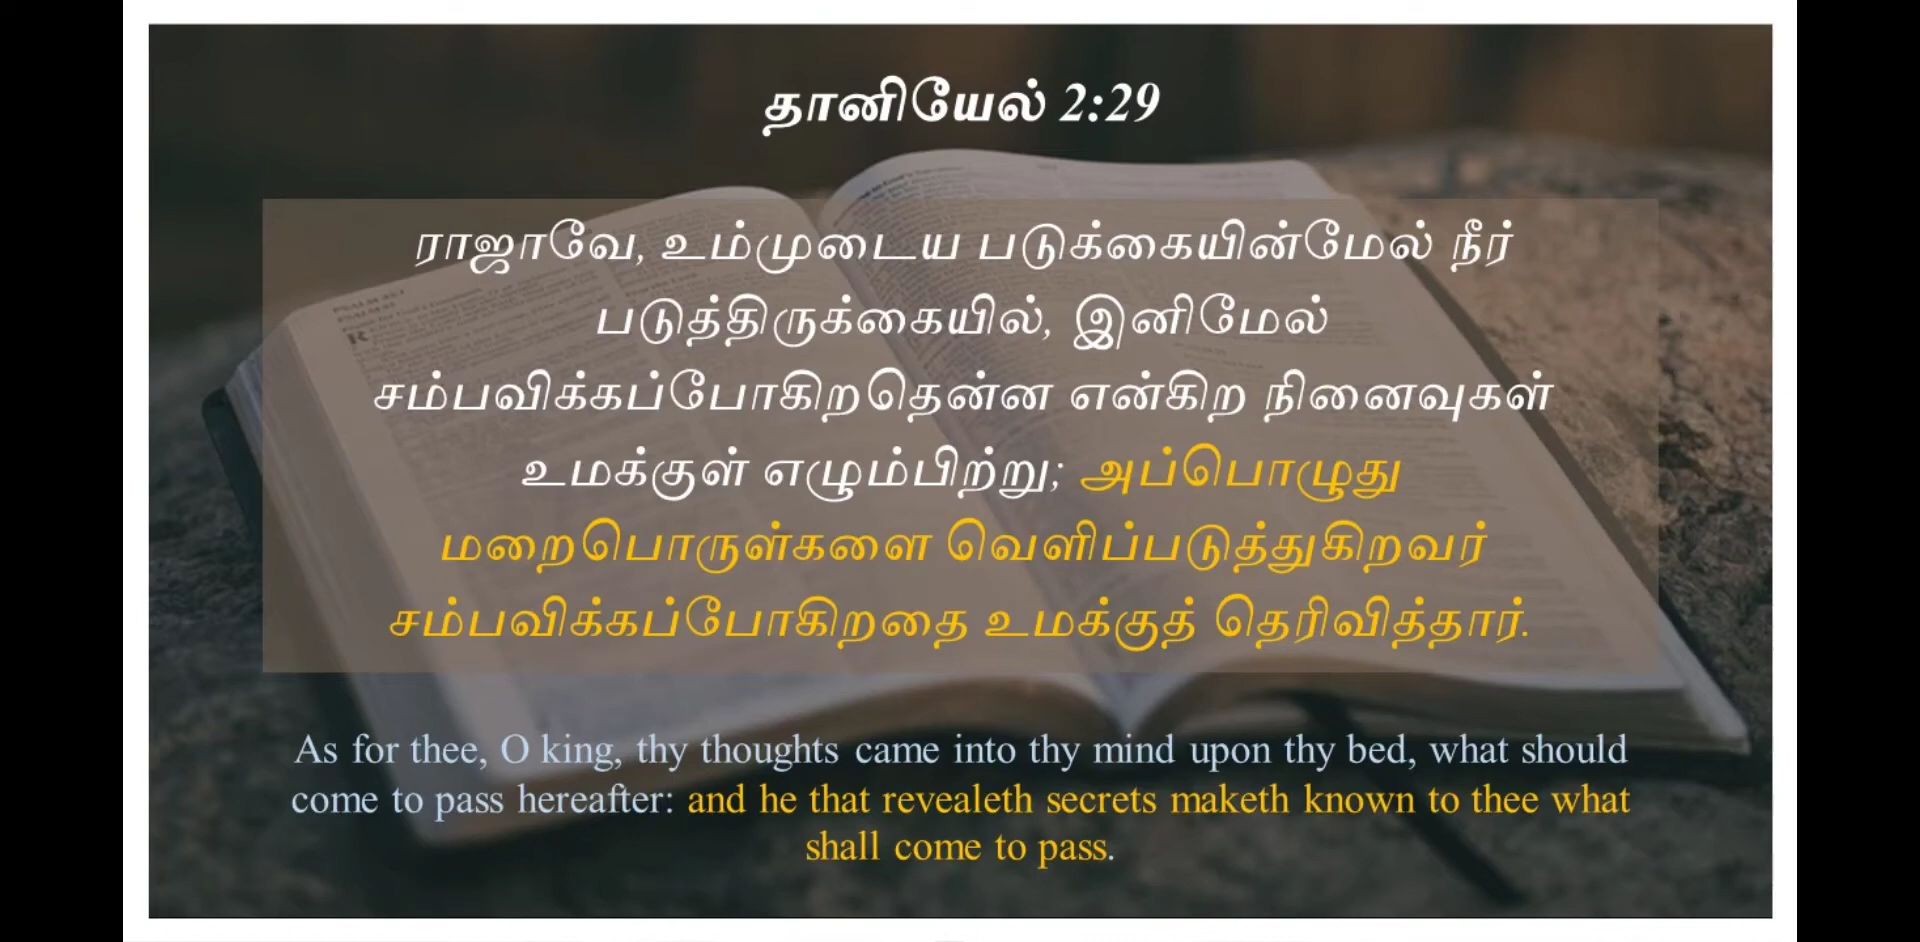 தானியேல் 2:29
ராஜாவே, உம்முடைய படுக்கையின்மேல் நீர்
படுத்திருக்கையில், இனிமேல்
சம்பவிக்கப்போகிறதென்ன என்கிற நினைவுகள்
உமக்குள் எழும்பிற்று; அப்பொழுது
மறைபொருள்களை வெளிப்படுத்துகிறவர்
சம்பவிக்கப்போகிறதை உமக்குத் தெரிவித்தார்.
As for thee, O king, thy thoughts came into thy mind upon thy bed, what should
come to pass hereafter: and he that revealeth secrets maketh known to thee what
shall come to pass.